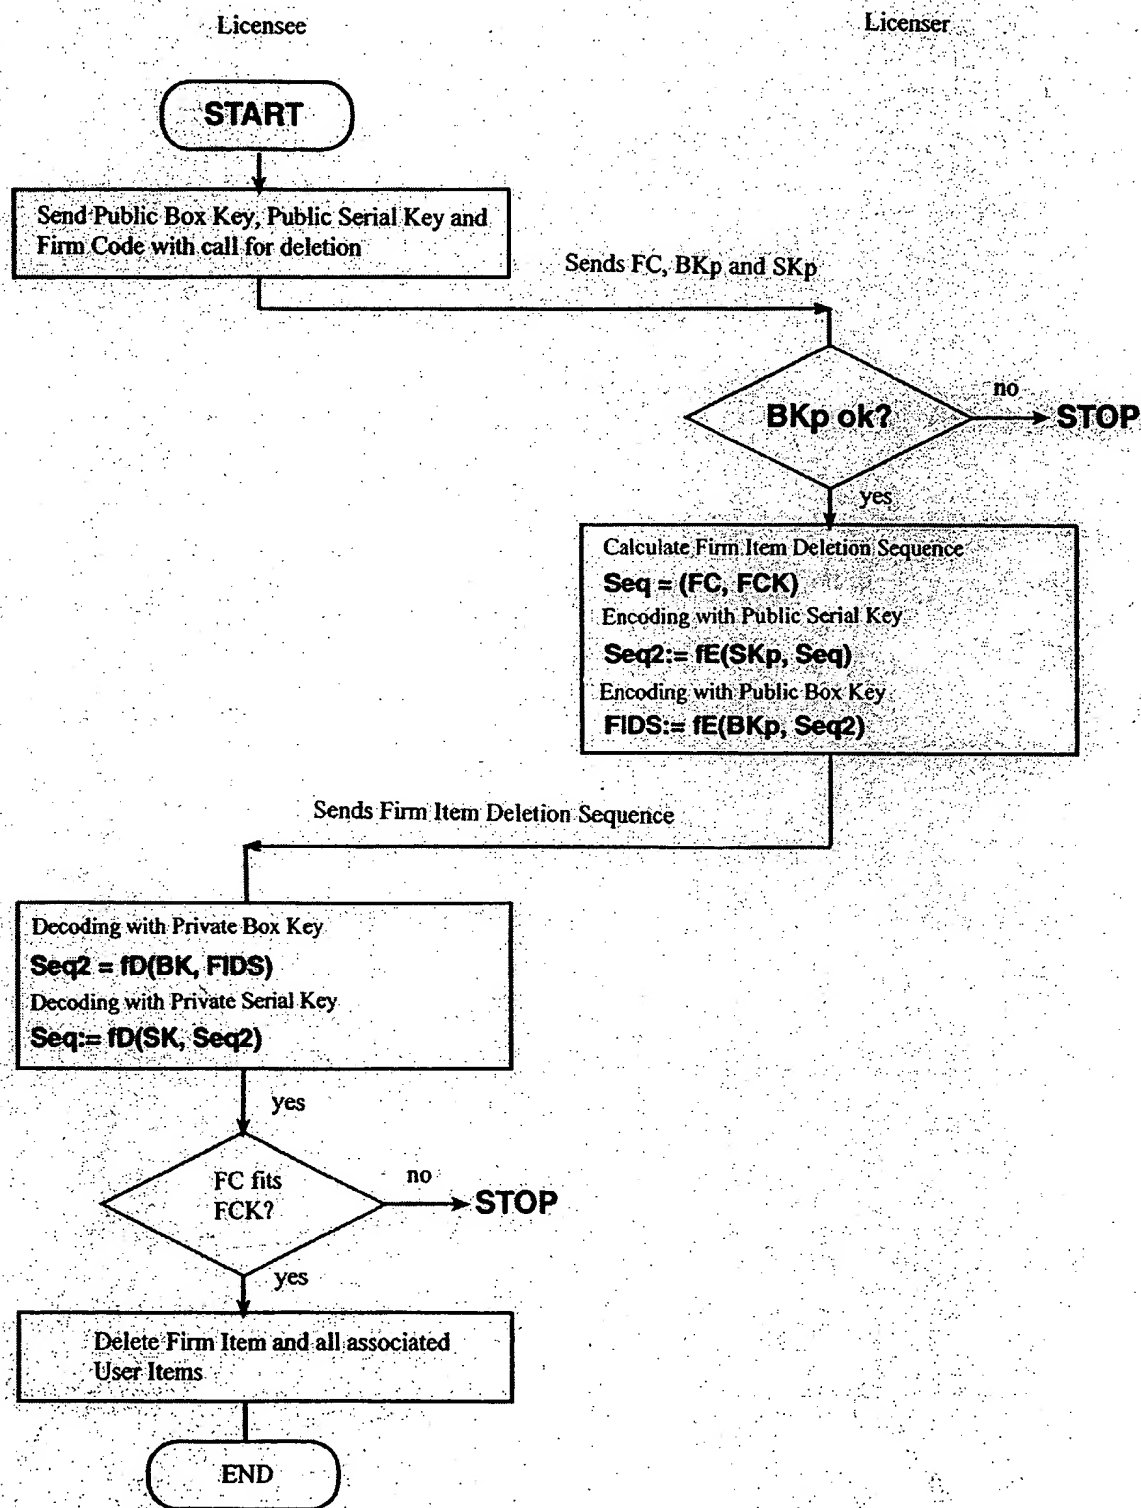 Licensee
Licenser
START
Send Public Box Key, Public Serial Key and
Firm Code with call for deletion
Sends FC, BKp and SKp
BKp ok?
no
STOP
yes
Calculate Firm Item Deletion Sequence
Seq = (FC, FCK)
Encoding with Public Serial Key
Seq2:= fE(SKp, Seq)
Encoding with Public Box Key
FIDS:= fE(BKp, Seq2)
Sends Firm Item Deletion Sequence
Decoding with Private Box Key
Seq2 = fD(BK, FIDS)
Decoding with Private Serial Key
Seq:= fD(SK, Seq2)
yes
FC fits
FCK?
no
STOP
yes
Delete Firm Item and all associated
User Items
END